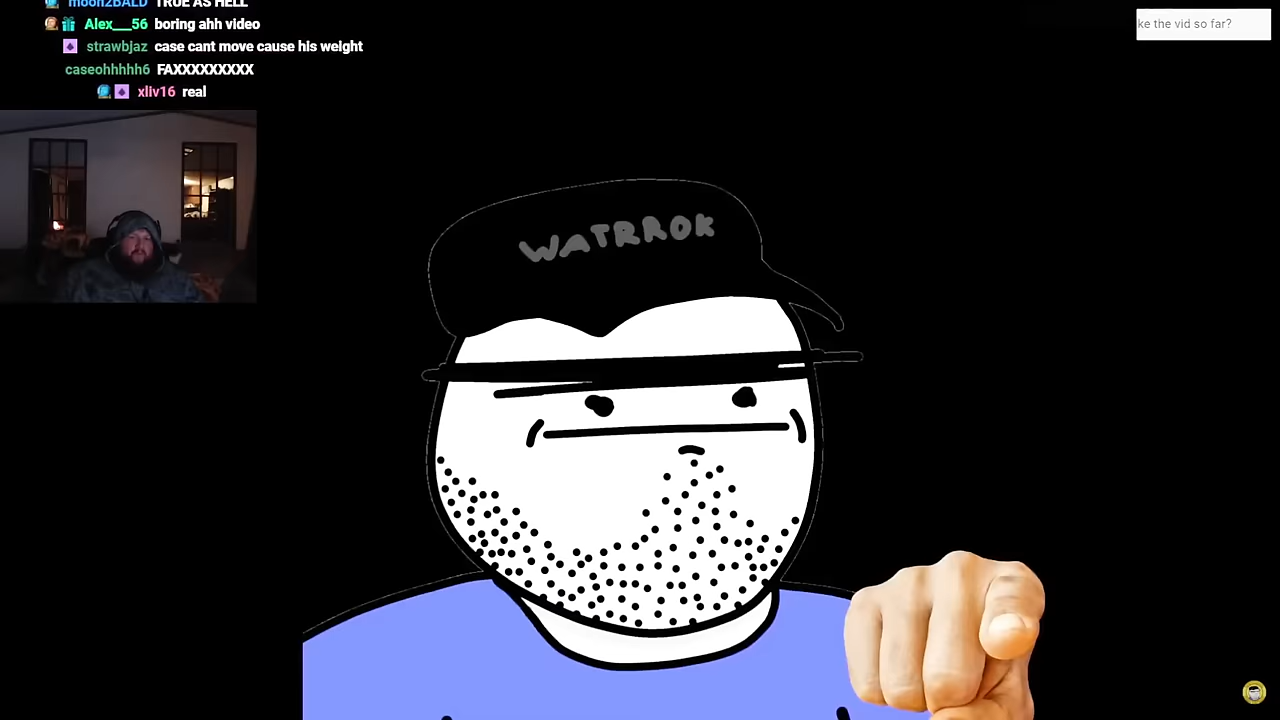 moon2BALD TRUE AS HELL
Alex__56 boring ahh video
strawbjaz case cant move cause his weight
caseohhhhh6 FAXXXXXXXXX
xliv16 real
ke the vid so far?
WATRROK